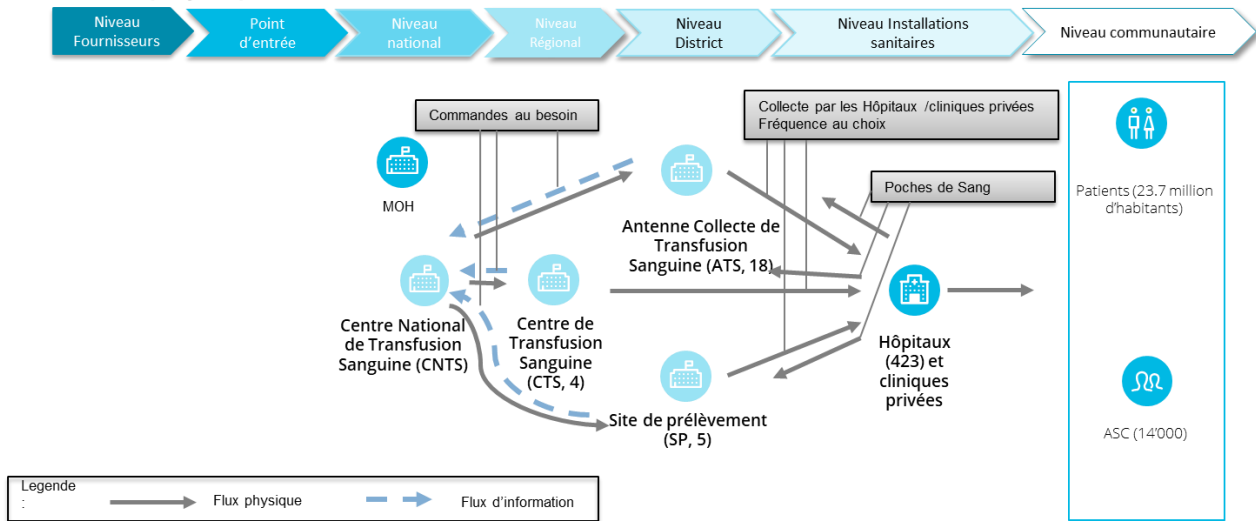 Niveau
Fournisseurs
Point
d'entrée
Niveau
national
Niveau
Régional
Niveau
District
Niveau Installations
sanitaires
Niveau communautaire
Commandes au besoin
Collecte par les Hôpitaux /cliniques privées
Fréquence au choix
Poches de Sang
MOH
Antenne Collecte de
Transfusion
Sanguine (ATS, 18)
Patients (23.7 million
d'habitants)
Centre National
de Transfusion
Sanguine (CNTS)
Centre de
Transfusion
Sanguine
(CTS, 4)
Hôpitaux
(423) et
cliniques
privées
Site de prélèvement
(SP, 5)
ASC (14'000)
Legende
:
Flux physique
Flux d'information